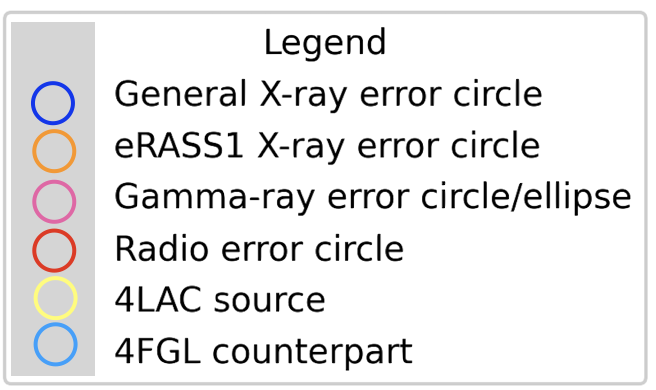 Legend
General X-ray error circle
eRASS1 X-ray error circle
Gamma-ray error circle/ellipse
Radio error circle
4LAC source
4FGL counterpart